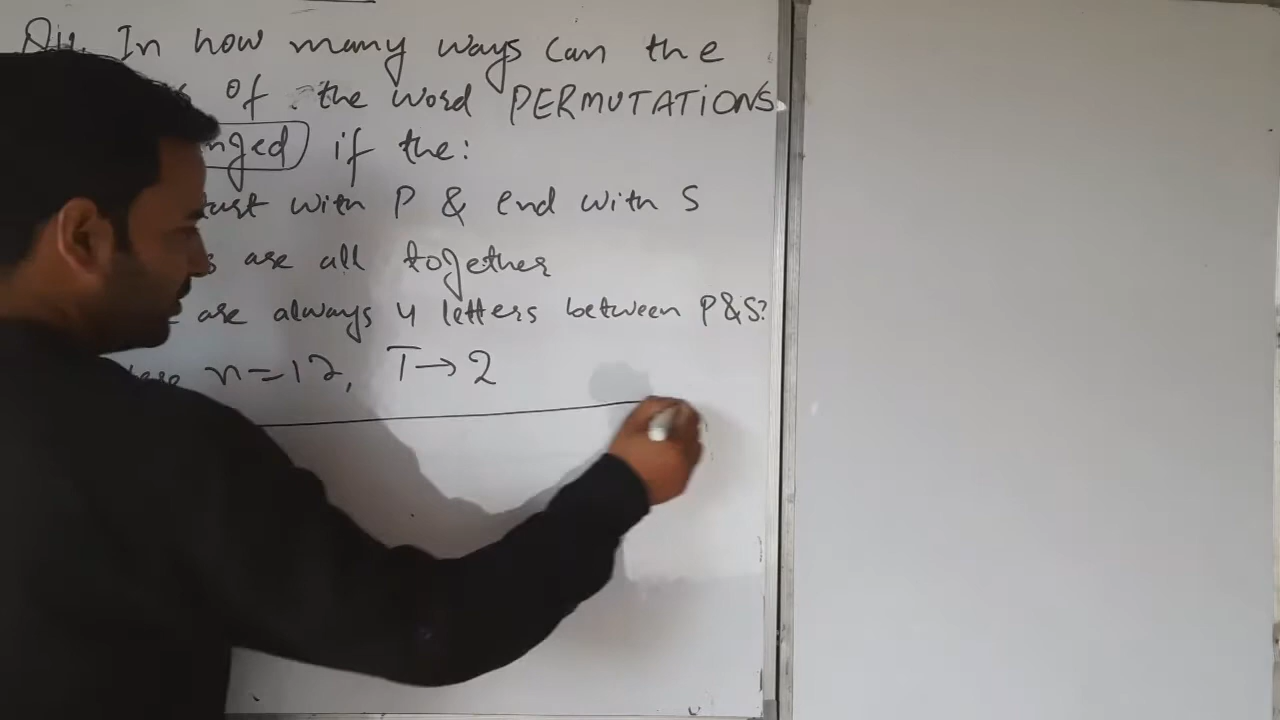 Q11. In how many ways can the
of the word PERMUTATIONS
nged if the:
with P & end with S
are all together
are always 4 letters between P&S?
n=12, T→2